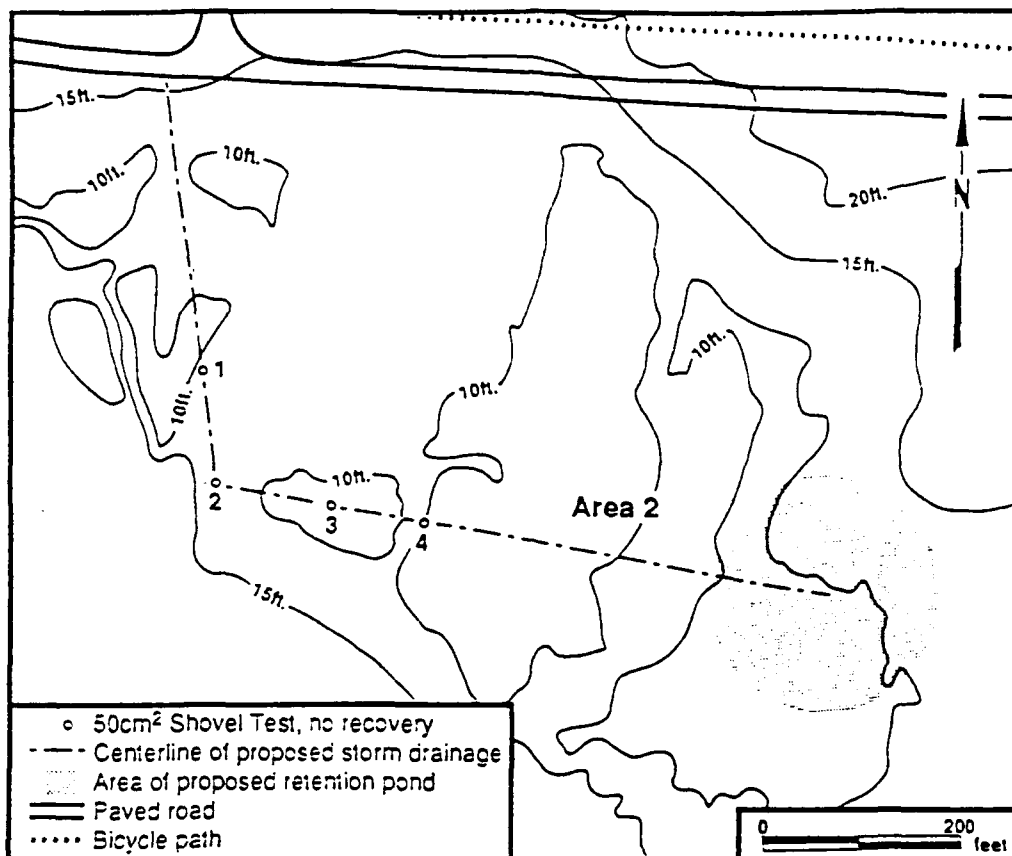 15ft.
10ft.
10ft.
20ft.
N
15ft.
10ft.
1
10ft.
10ft.
2
10ft.
3
4
Area 2
15ft.
50cm² Shovel Test, no recovery
Centerline of proposed storm drainage
Area of proposed retention pond
Paved road
Bicycle path
0 200
feet